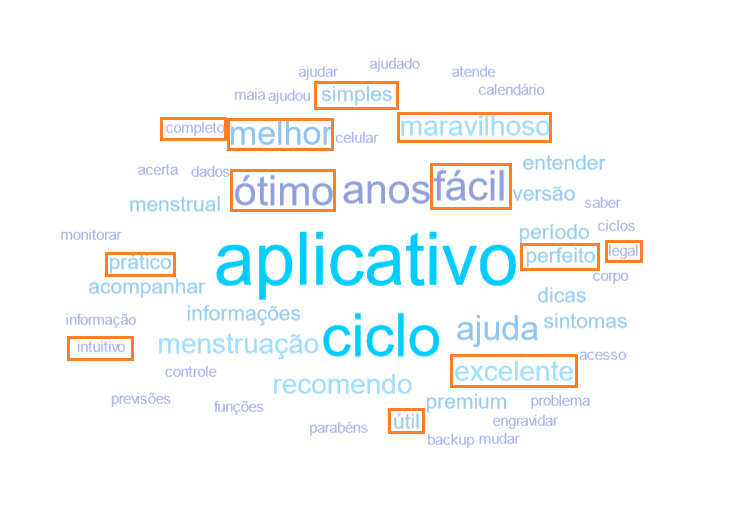 ajudado
ajudar atende
maia ajudou simples calendário
completo melhor celular maravilhoso
acerta dados entender
ótimo anos fácil versão
menstrual saber
monitorar período ciclos
aplicativo
prático perfeito legal
acompanhar corpo
informações dicas
informação ciclo ajuda sintomas
intuitivo menstruação acesso
controle excelente
recomendo
previsões funções premium problema
parabéns útil engravidar
backup mudar